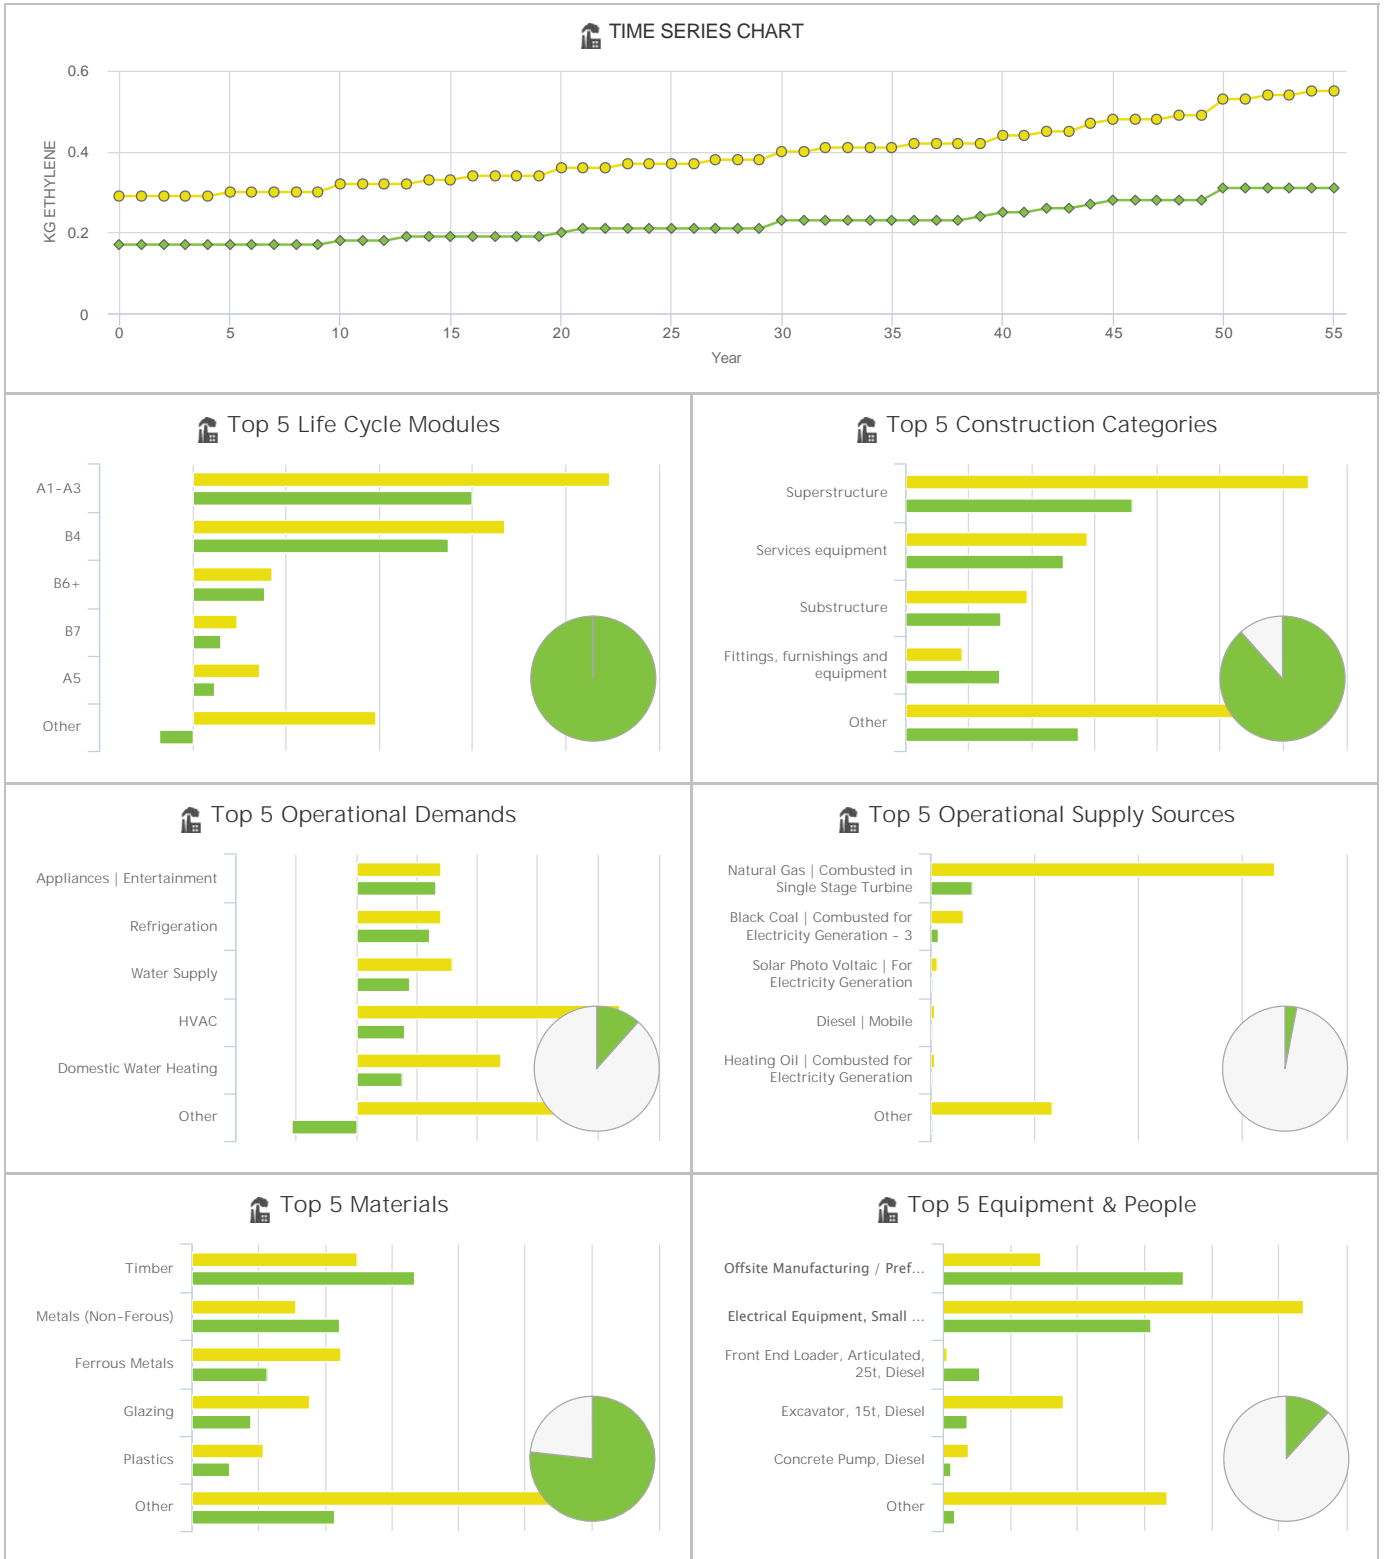 TIME SERIES CHART
KG ETHYLENE
0.6
0.4
0.2
0
0 5 10 15 20 25 30 35 40 45 50 55
Year
Top 5 Life Cycle Modules
A1-A3
B4
B6+
B7
A5
Other
Top 5 Construction Categories
Superstructure
Services equipment
Substructure
Fittings, furnishings and
equipment
Other
Top 5 Operational Demands
Appliances | Entertainment
Refrigeration
Water Supply
HVAC
Domestic Water Heating
Other
Top 5 Operational Supply Sources
Natural Gas | Combusted in
Single Stage Turbine
Black Coal | Combusted for
Electricity Generation - 3
Solar Photo Voltaic | For
Electricity Generation
Diesel | Mobile
Heating Oil | Combusted for
Electricity Generation
Other
Top 5 Materials
Timber
Metals (Non-Ferous)
Ferrous Metals
Glazing
Plastics
Other
Top 5 Equipment & People
Offsite Manufacturing / Pref...
Electrical Equipment, Small ...
Front End Loader, Articulated,
25t, Diesel
Excavator, 15t, Diesel
Concrete Pump, Diesel
Other